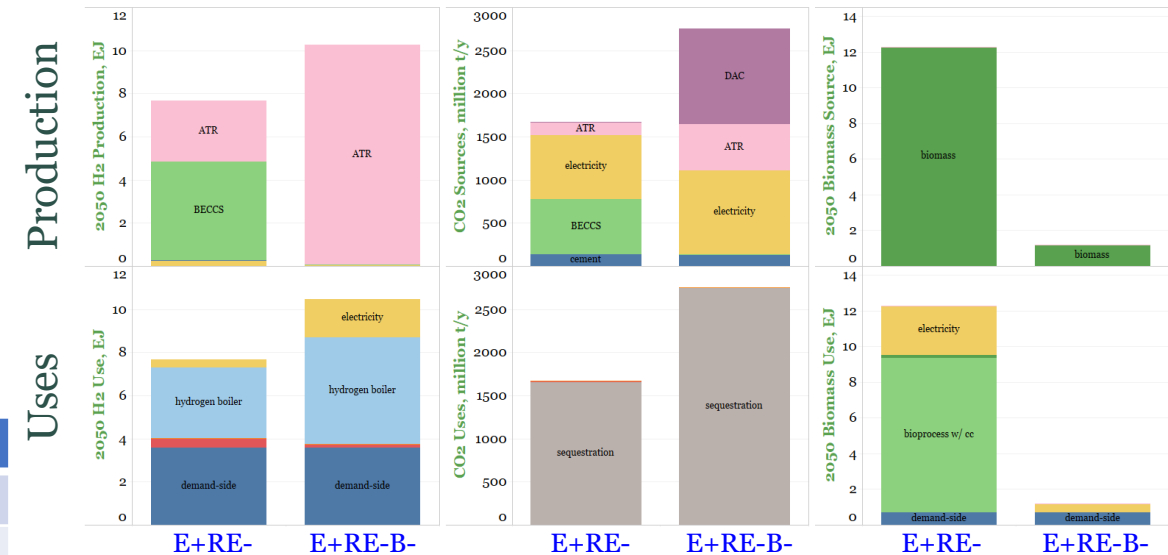 Production
2050 H2 Production, EJ
12
10
8
6
4
2
0
ATR
BECCS
ATR
CO2 Sources, million t/y
3000
2500
2000
1500
1000
500
0
ATR
electricity
BECCS
cement
DAC
ATR
electricity
2050 Biomass Source, EJ
14
12
10
8
6
4
2
0
biomass
biomass
Uses
2050 H2 Use, EJ
12
10
8
6
4
2
0
hydrogen boiler
demand-side
electricity
hydrogen boiler
demand-side
CO2 Uses, million t/y
3000
2500
2000
1500
1000
500
0
sequestration
sequestration
2050 Biomass Use, EJ
14
12
10
8
6
4
2
0
electricity
bioprocess w/ cc
demand-side
demand-side
E+RE-
E+RE-B-
E+RE-
E+RE-B-
E+RE-
E+RE-B-